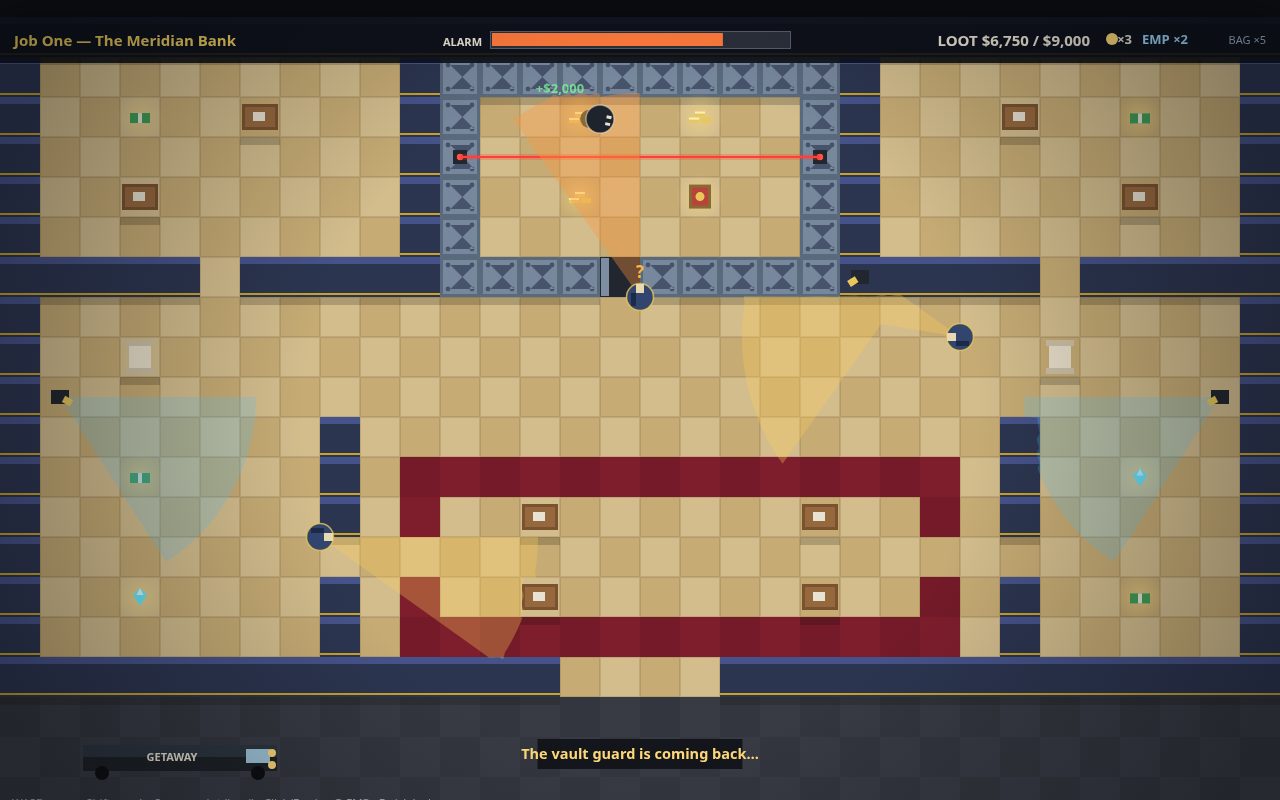 Job One — The Meridian Bank
ALARM
LOOT $6,750 / $9,000
×3
EMP ×2
BAG ×5
+$2,000
?
GETAWAY
The vault guard is coming back...